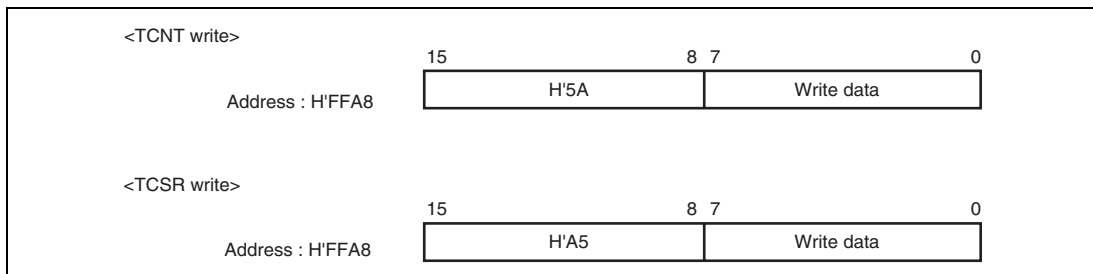 <TCNT write>
15 8 7 0
Address : H'FFA8 H'5A Write data
<TCSR write>
15 8 7 0
Address : H'FFA8 H'A5 Write data